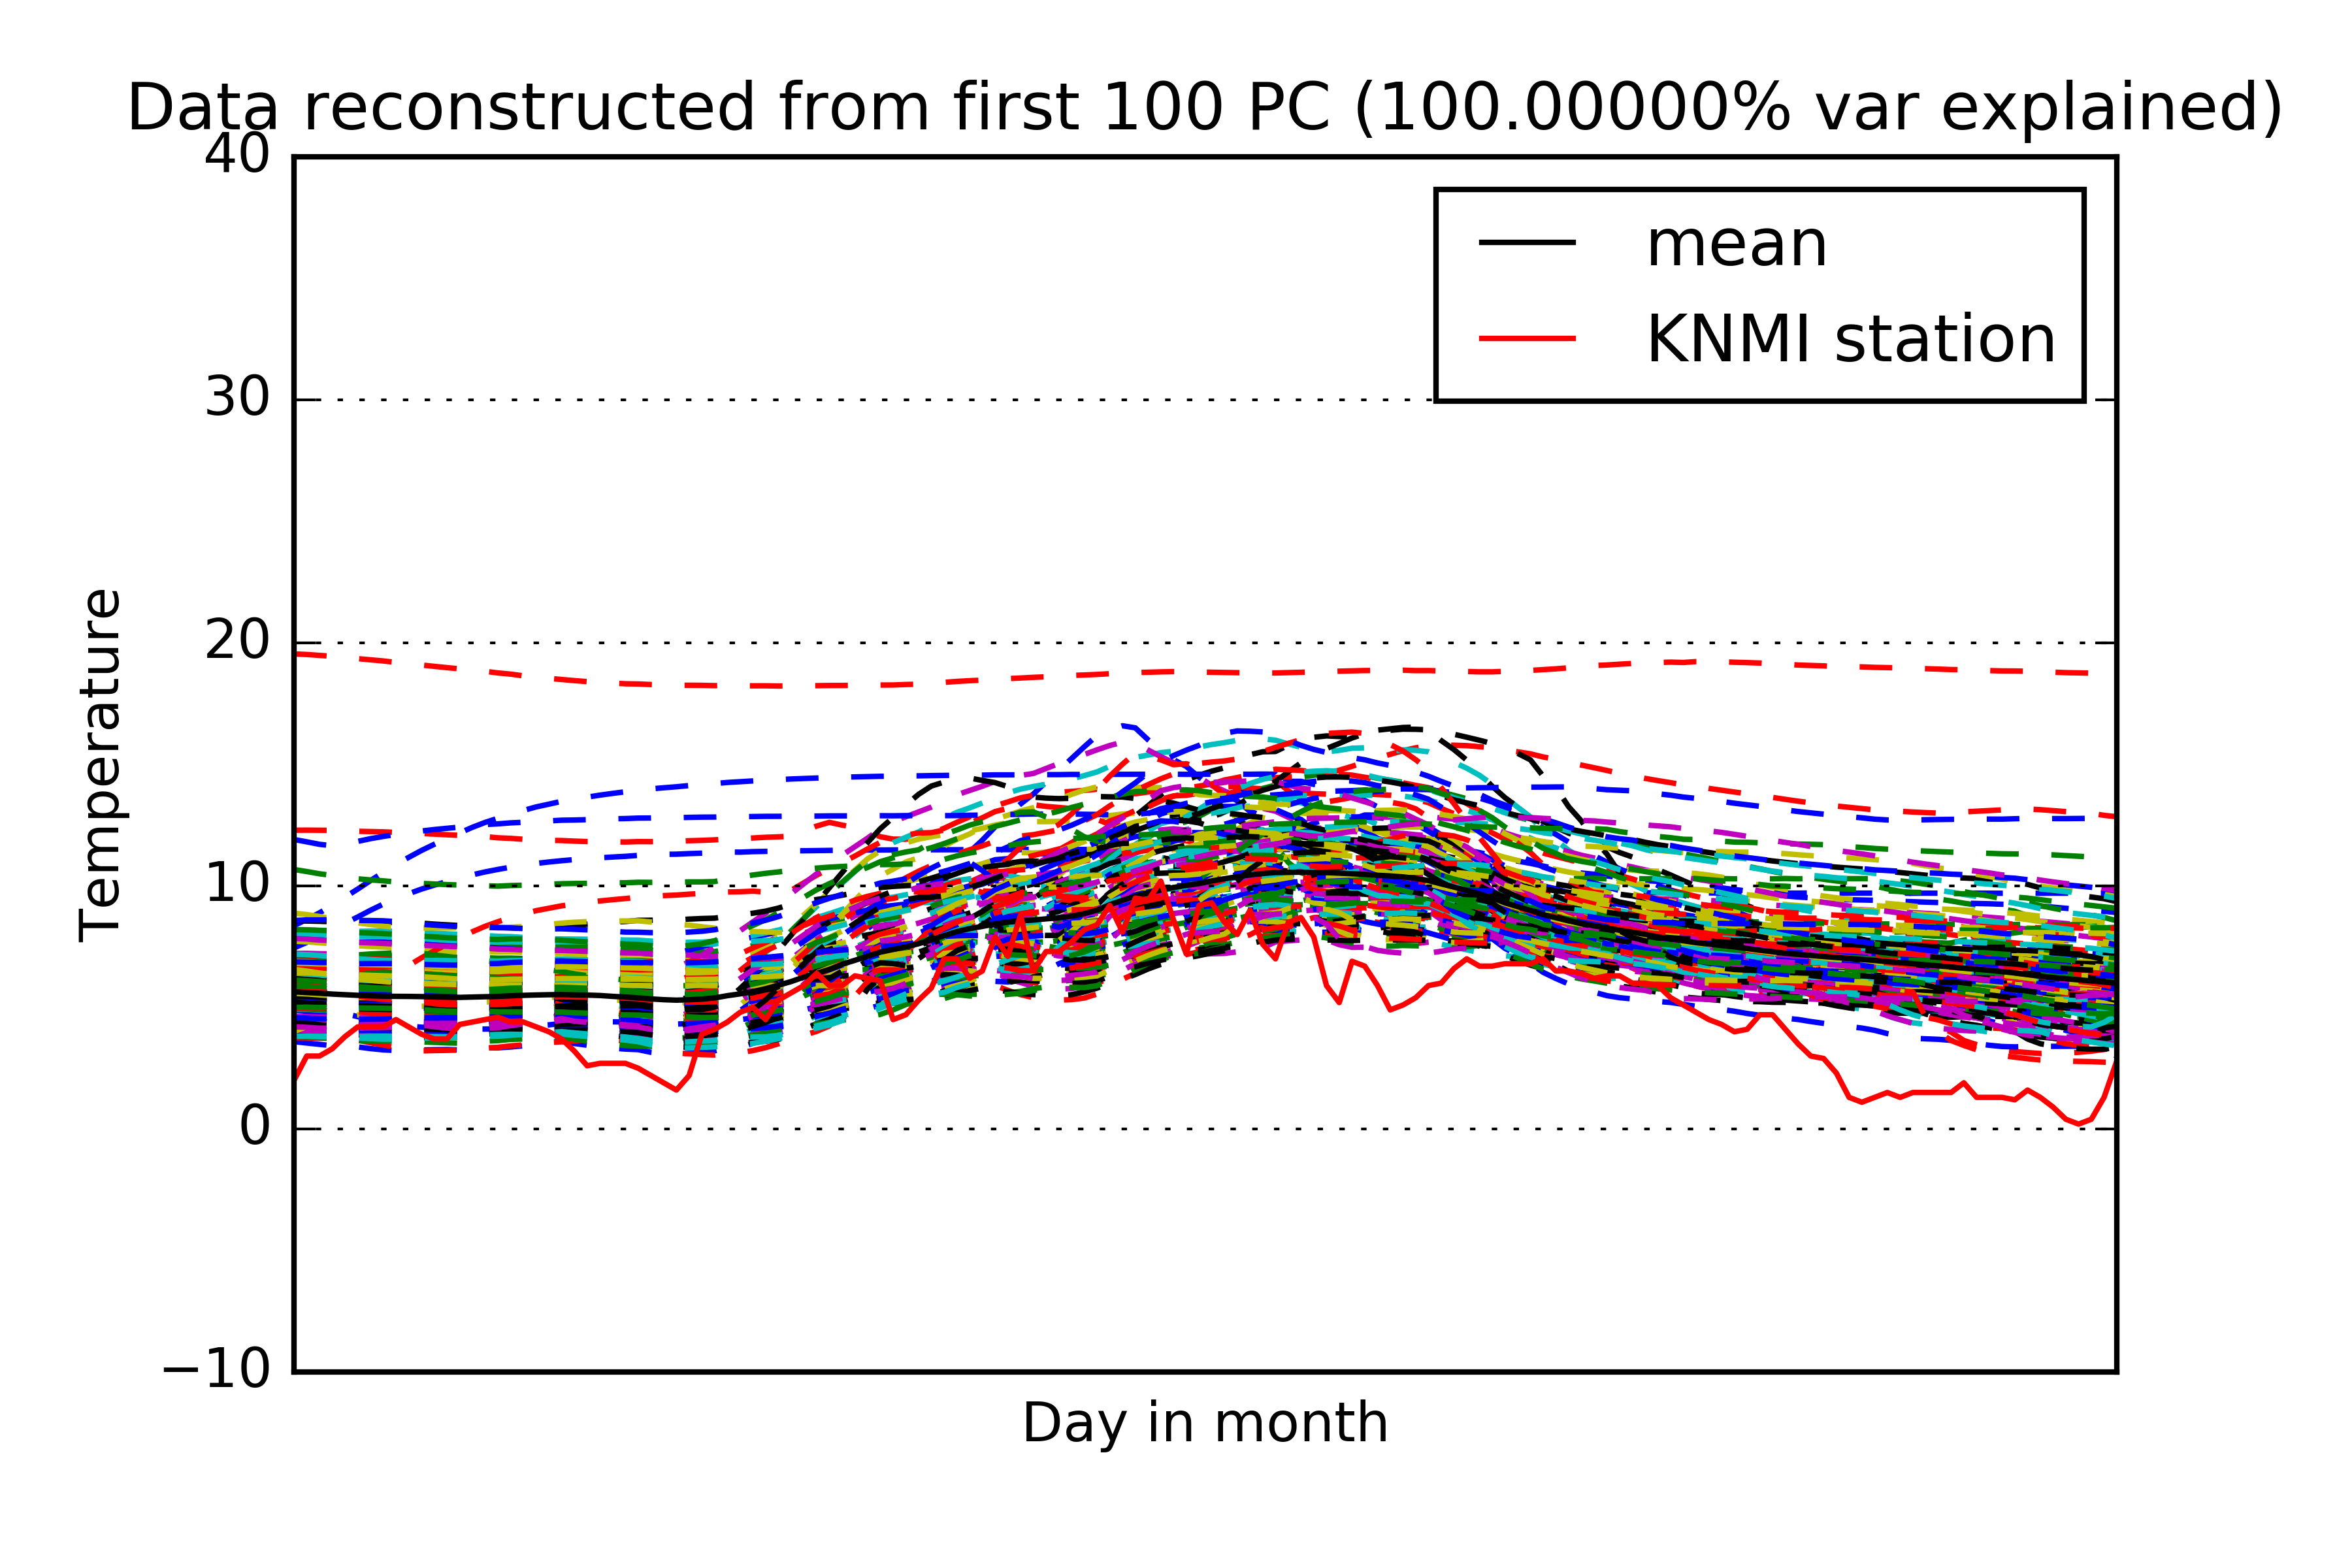 Data reconstructed from first 100 PC (100.00000% var explained)
40
30
20
10
0
−10
Temperature
Day in month
mean
KNMI station